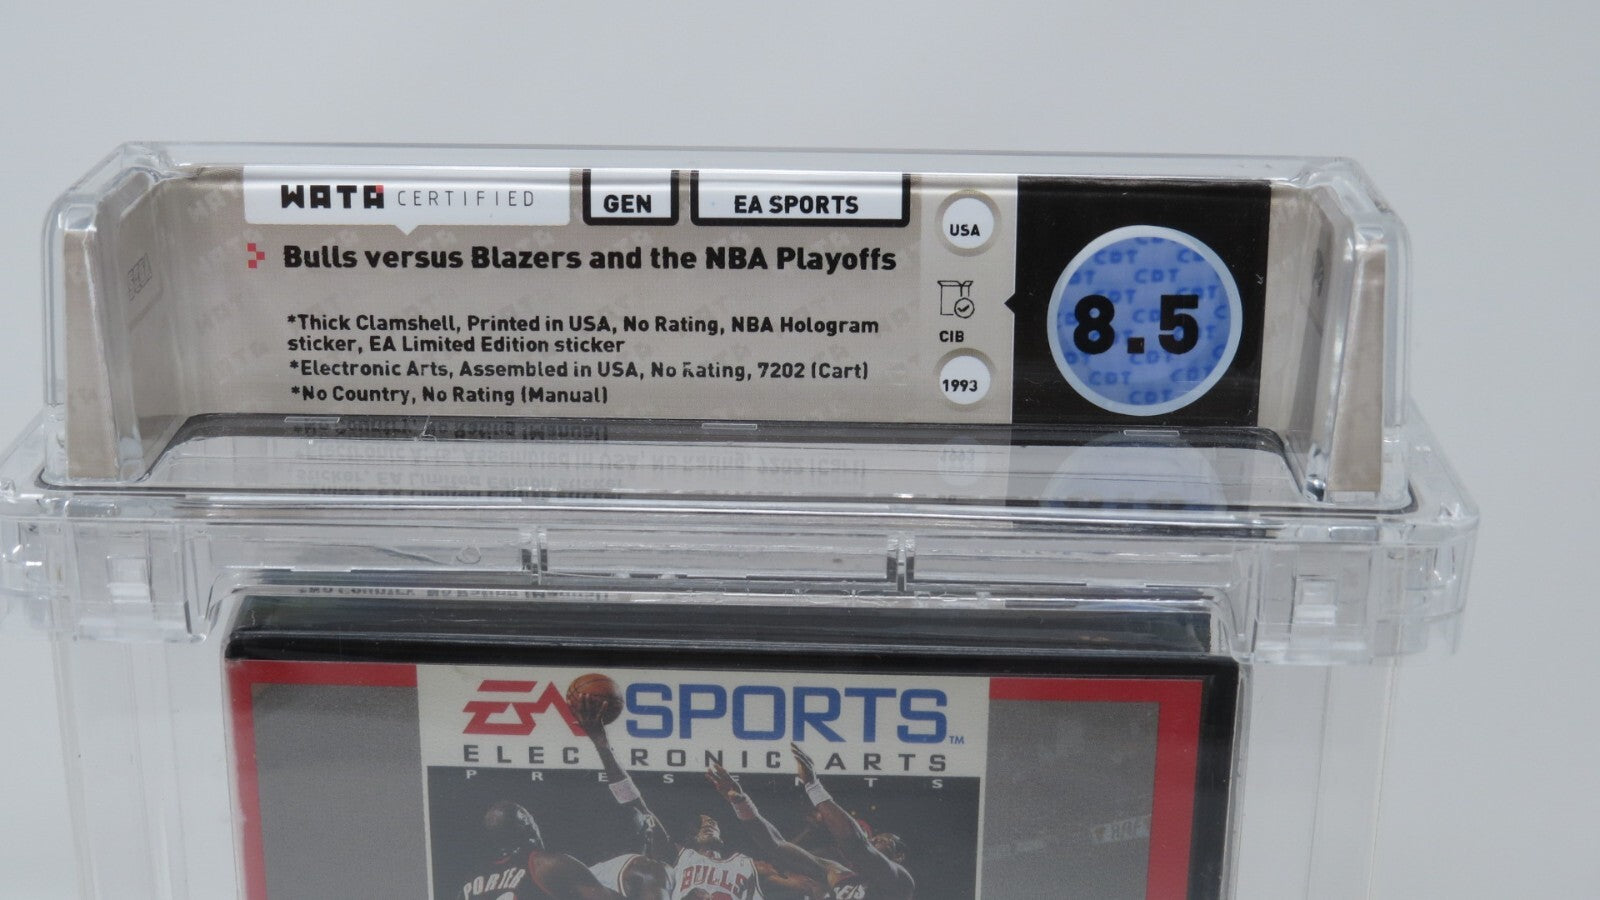 WATA CERTIFIED
GEN
EA SPORTS
USA
Bulls versus Blazers and the NBA Playoffs
8.5
*Thick Clamshell, Printed in USA, No Rating, NBA Hologram
sticker, EA Limited Edition sticker
CIB
*Electronic Arts, Assembled in USA, No Rating, 7202 (Cart)
*No Country, No Rating (Manual)
1993
EA SPORTS™
ELECTRONIC ARTS
PRESENTS
PORTER
BULLS